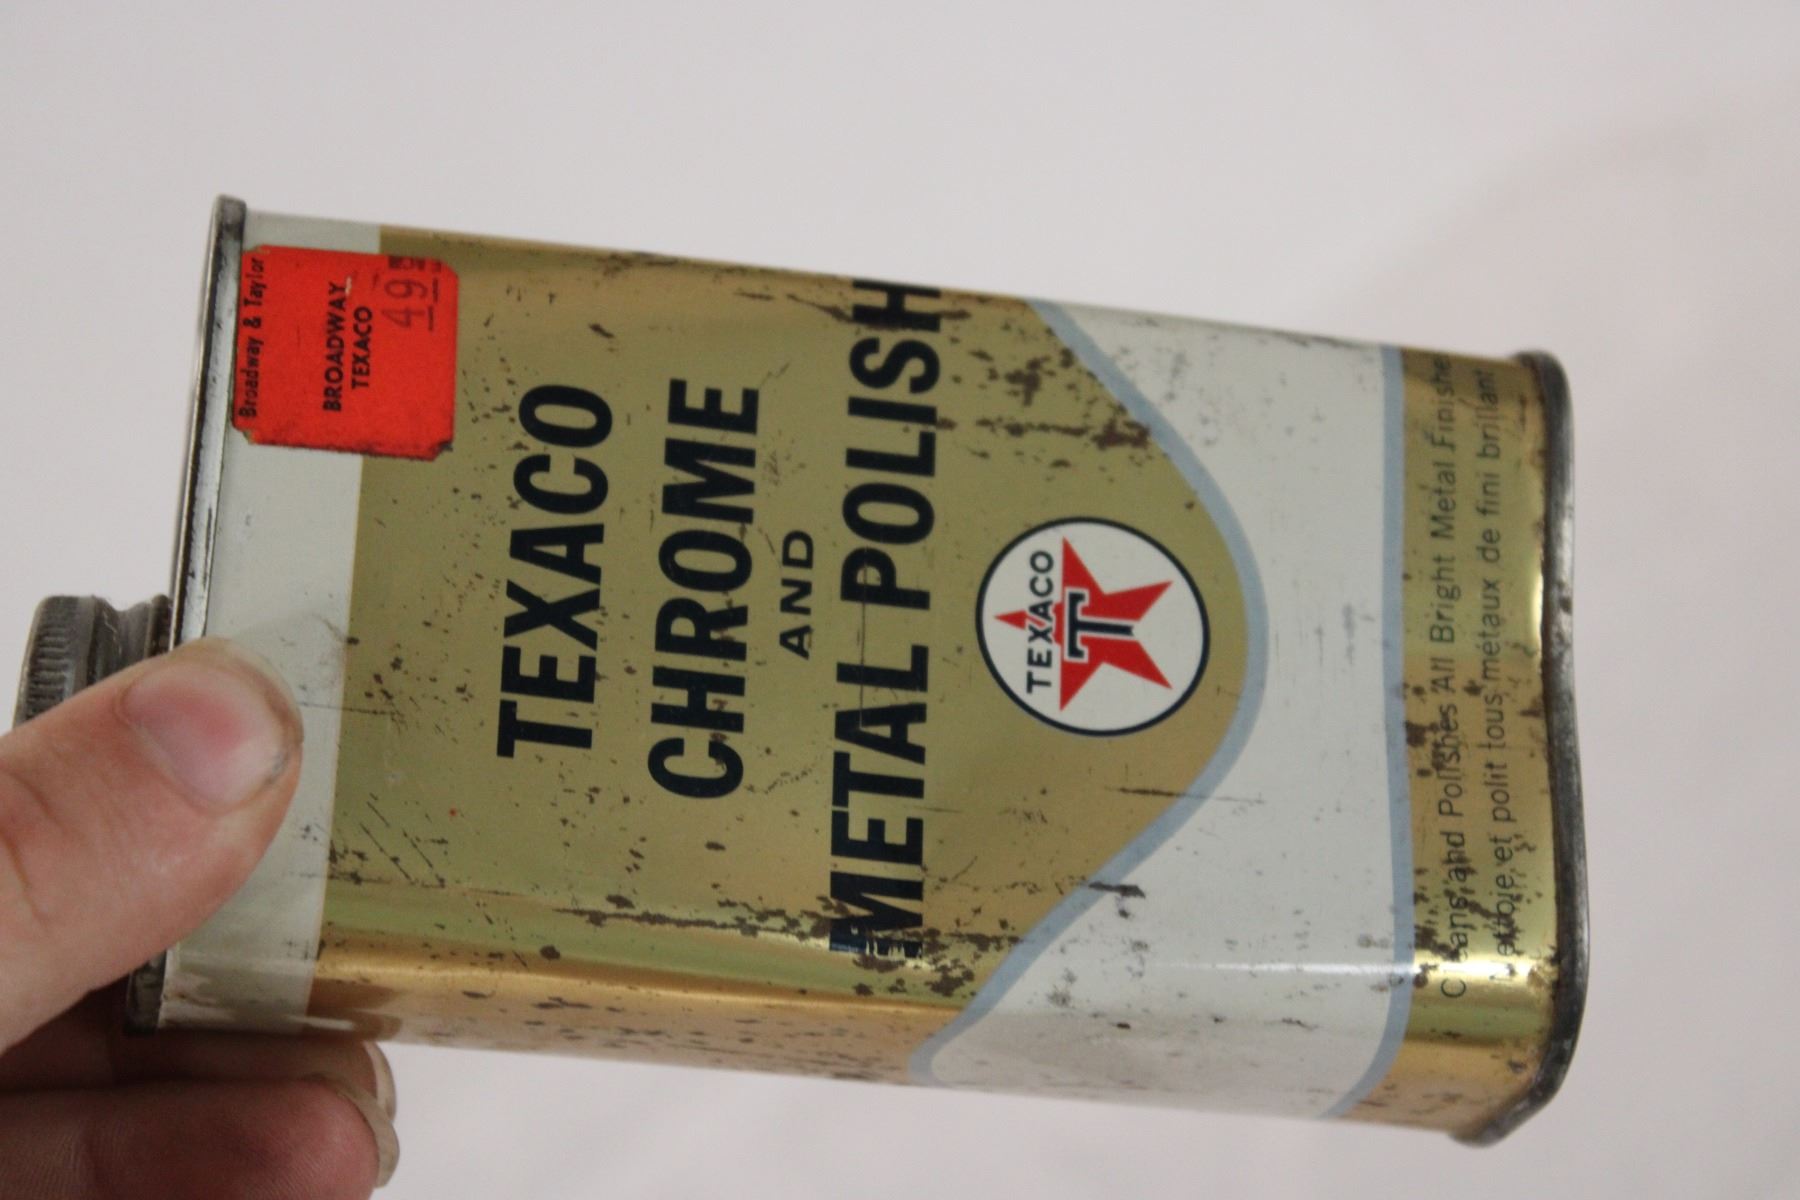 Broadway & Taylor
BROADWAY
TEXACO
49
TEXACO
CHROME
AND
METAL POLISH
TEXACO
T
Cleans and Polishes All Bright Metal Finishe
Nettoie et polit tous métaux de fini brillant